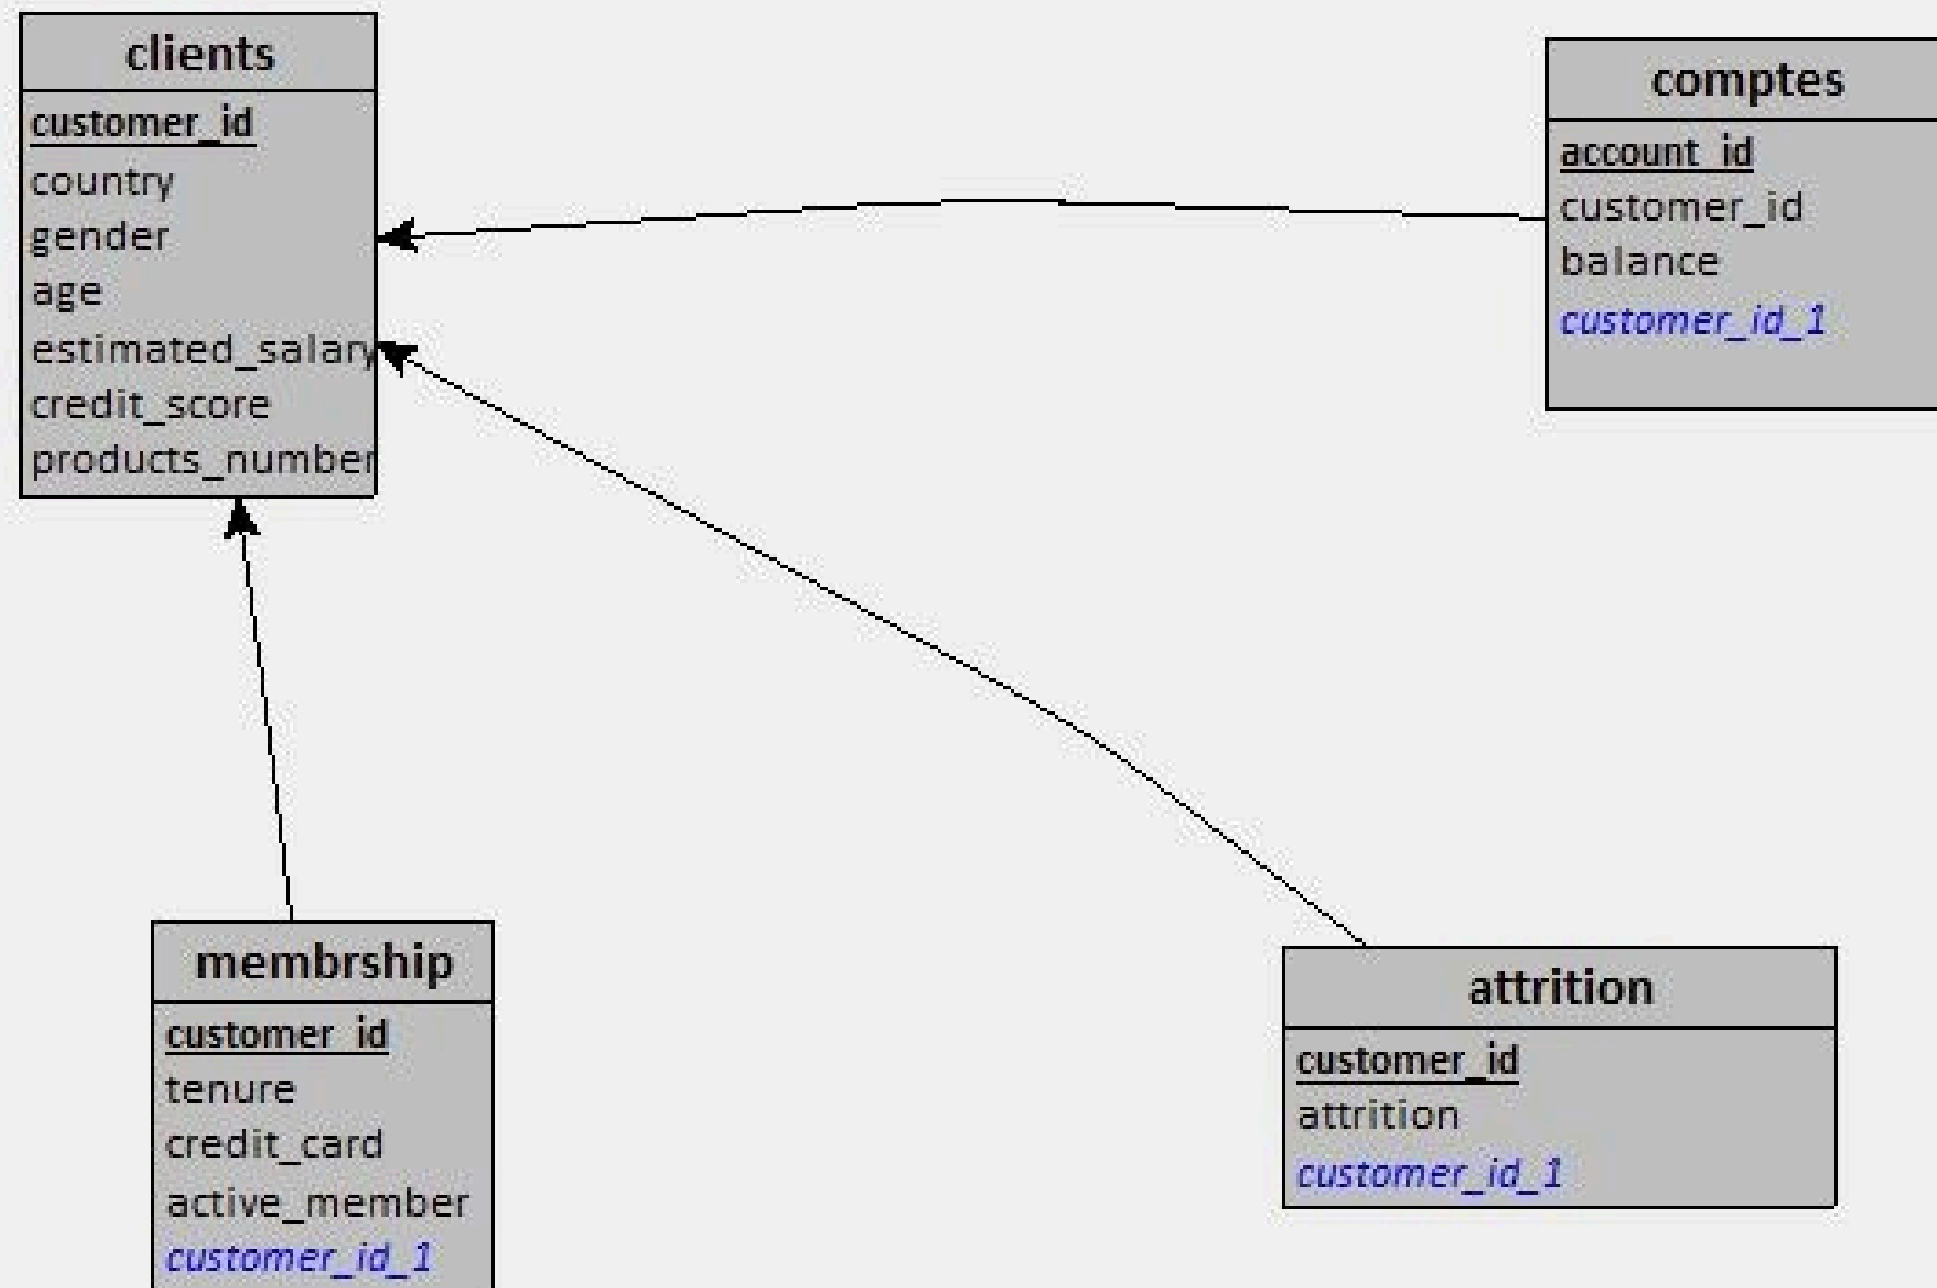 clients
customer_id
country
gender
age
estimated_salary
credit_score
products_number
comptes
account_id
customer_id
balance
customer_id_1
membrship
customer_id
tenure
credit_card
active_member
customer_id_1
attrition
customer_id
attrition
customer_id_1